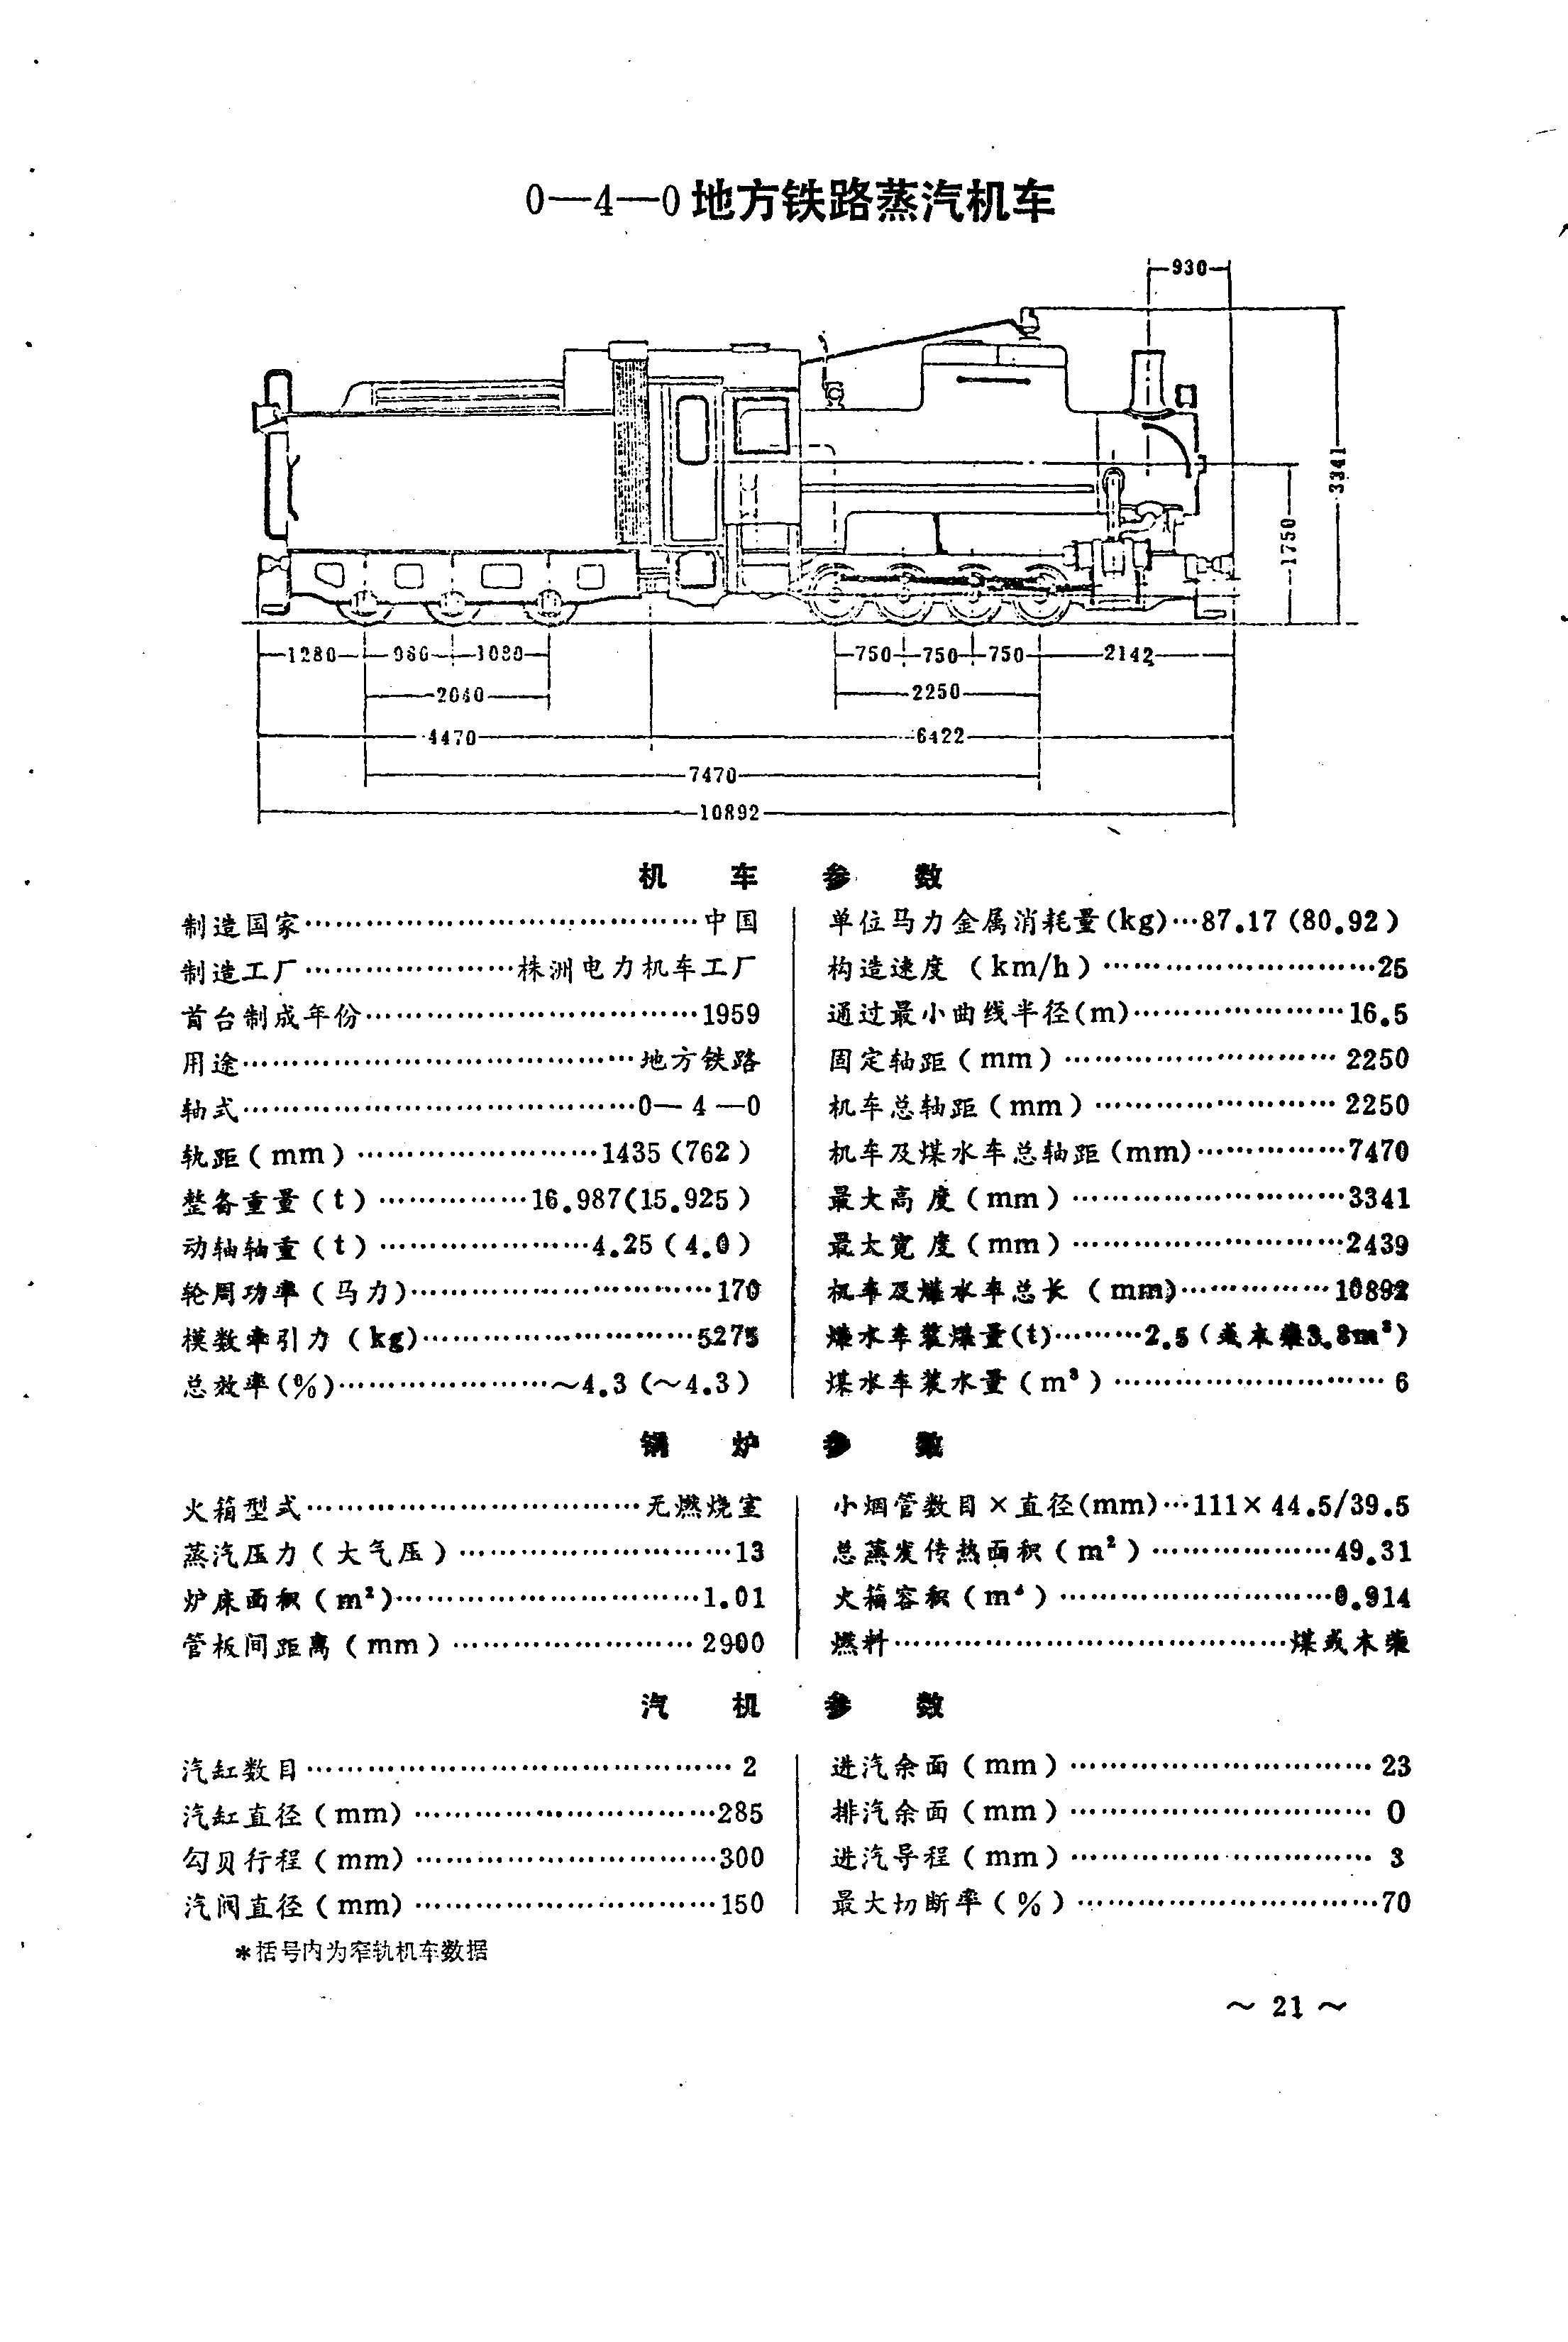 0—4—0地方铁路蒸汽机车
930
3341
1750
1280 960 1080 750 750 750 2142
2040 2250
4470 6422
7470
10892
机车参数
制造国家……中国
制造工厂……株洲电力机车工厂
首台制成年份……1959
用途……地方铁路
轴式……0—4—0
轨距(mm)……1435(762)
整备重量(t)……16.987(15.925)
动轴轴重(t)……4.25(4.0)
轮周功率(马力)……170
模数牵引力(kg)……5275
总效率(%)……～4.3(～4.3)
单位马力金属消耗量(kg)…87.17(80.92)
构造速度(km/h)……25
通过最小曲线半径(m)……16.5
固定轴距(mm)……2250
机车总轴距(mm)……2250
机车及煤水车总轴距(mm)……7470
最大高度(mm)……3341
最大宽度(mm)……2439
机车及煤水车总长(mm)……10892
煤水车装煤量(t)……2.5(或木柴3.8m³)
煤水车装水量(m³)……6
锅炉参数
火箱型式……无燃烧室
蒸汽压力(大气压)……13
炉床面积(m²)……1.01
管板间距离(mm)……2900
小烟管数目×直径(mm)…111×44.5/39.5
总蒸发传热面积(m²)……49.31
火箱容积(m³)……0.914
燃料……煤或木柴
汽机参数
汽缸数目……2
汽缸直径(mm)……285
勾贝行程(mm)……300
汽阀直径(mm)……150
进汽余面(mm)……23
排汽余面(mm)……0
进汽导程(mm)……3
最大切断率(%)……70
*括号内为窄轨机车数据
～ 21 ～